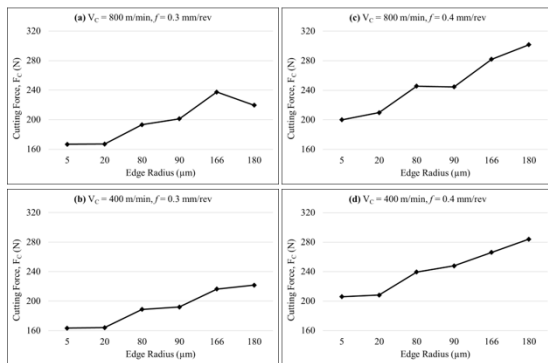 (a) V_C = 800 m/min, f = 0.3 mm/rev
320
280
240
200
160
Cutting Force, F_C (N)
5 20 80 90 166 180
Edge Radius (µm)
(c) V_C = 800 m/min, f = 0.4 mm/rev
320
280
240
200
160
Cutting Force, F_C (N)
5 20 80 90 166 180
Edge Radius (µm)
(b) V_C = 400 m/min, f = 0.3 mm/rev
320
280
240
200
160
Cutting Force, F_C (N)
5 20 80 90 166 180
Edge Radius (µm)
(d) V_C = 400 m/min, f = 0.4 mm/rev
320
280
240
200
160
Cutting Force, F_C (N)
5 20 80 90 166 180
Edge Radius (µm)